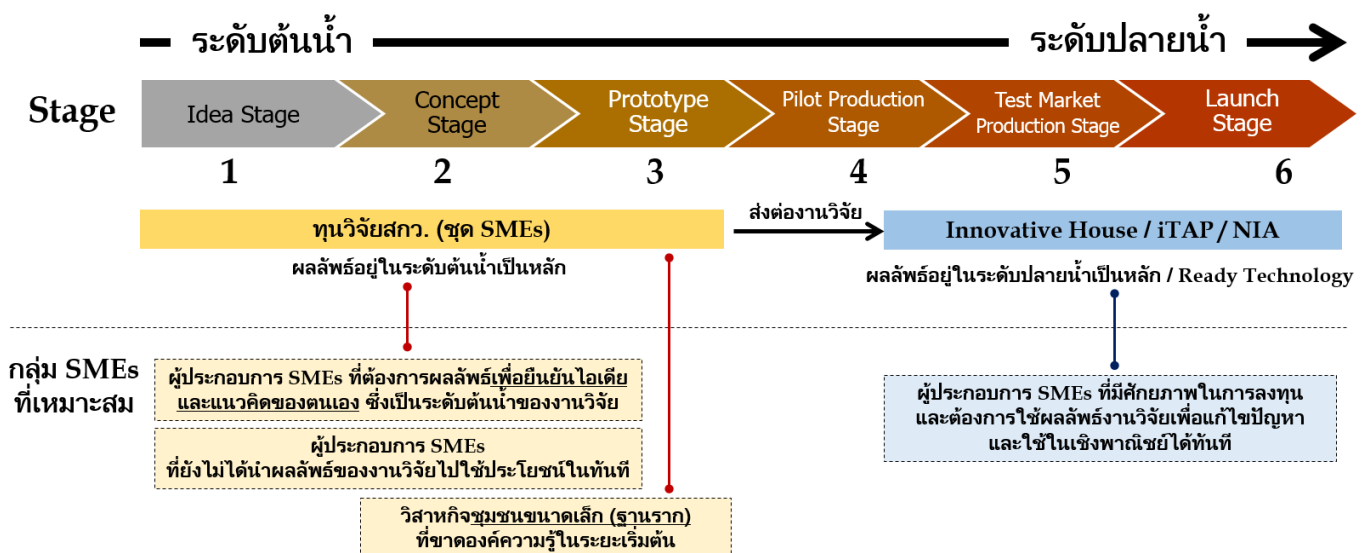 ระดับต้นน้ำ
ระดับปลายน้ำ
Stage
Idea Stage
Concept
Stage
Prototype
Stage
Pilot Production
Stage
Test Market
Production Stage
Launch
Stage
1
2
3
4
5
6
ทุนวิจัยสกว. (ชุด SMEs)
ส่งต่องานวิจัย
Innovative House / iTAP / NIA
ผลลัพธ์อยู่ในระดับต้นน้ำเป็นหลัก
ผลลัพธ์อยู่ในระดับปลายน้ำเป็นหลัก / Ready Technology
กลุ่ม SMEs
ที่เหมาะสม
ผู้ประกอบการ SMEs ที่ต้องการผลลัพธ์เพื่อยืนยันไอเดีย
และแนวคิดของตนเอง ซึ่งเป็นระดับต้นน้ำของงานวิจัย
ผู้ประกอบการ SMEs
ที่ยังไม่ได้นำผลลัพธ์ของงานวิจัยไปใช้ประโยชน์ในทันที
วิสาหกิจชุมชนขนาดเล็ก (ฐานราก)
ที่ขาดองค์ความรู้ในระยะเริ่มต้น
ผู้ประกอบการ SMEs ที่มีศักยภาพในการลงทุน
และต้องการใช้ผลลัพธ์งานวิจัยเพื่อแก้ไขปัญหา
และใช้ในเชิงพาณิชย์ได้ทันที